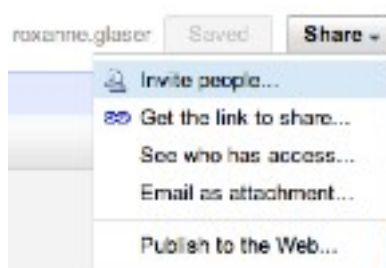 roxanne.glaser Saved Share
Invite people...
Get the link to share...
See who has access...
Email as attachment...
Publish to the Web...